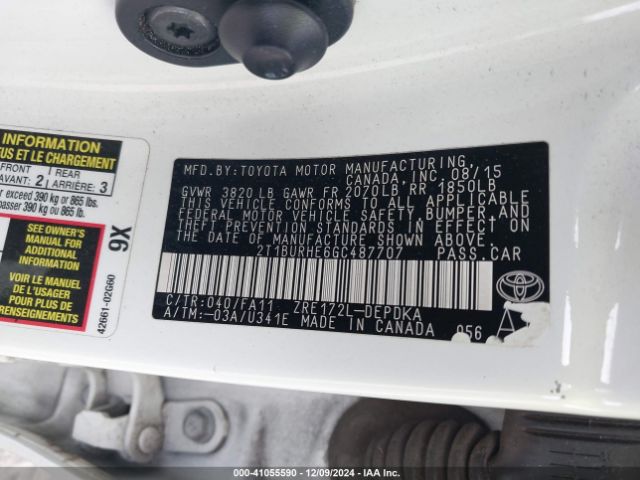 INFORMATION
US ET LE CHARGEMENT
FRONT
AVANT: 2
REAR
ARRIÈRE: 3
exceed 390 kg or 865 lbs.
390 kg ou 865 lb.
SEE OWNER'S
MANUAL FOR
ADDITIONAL
INFORMATION
VOIR LE MANUEL
DE L'USAGER
POUR PLUS DE
RENSEIGNEMENTS
42661-02G60
MFD.BY:TOYOTA MOTOR MANUFACTURING,
CANADA, INC. 08/15
GVWR 3820 LB GAWR FR 2070LB RR 1850LB
THIS VEHICLE CONFORMS TO ALL APPLICABLE
FEDERAL MOTOR VEHICLE SAFETY,BUMPER,AND
THEFT PREVENTION STANDARDS IN EFFECT ON
THE DATE OF MANUFACTURE SHOWN ABOVE.
2T1BURHE6GC487707 PASS.CAR
C/TR:040/FA11 ZRE172L-DEPDKA
A/TM:-03A/U341E MADE IN CANADA 056
000-41055590 - 12/09/2024 - IAA Inc.